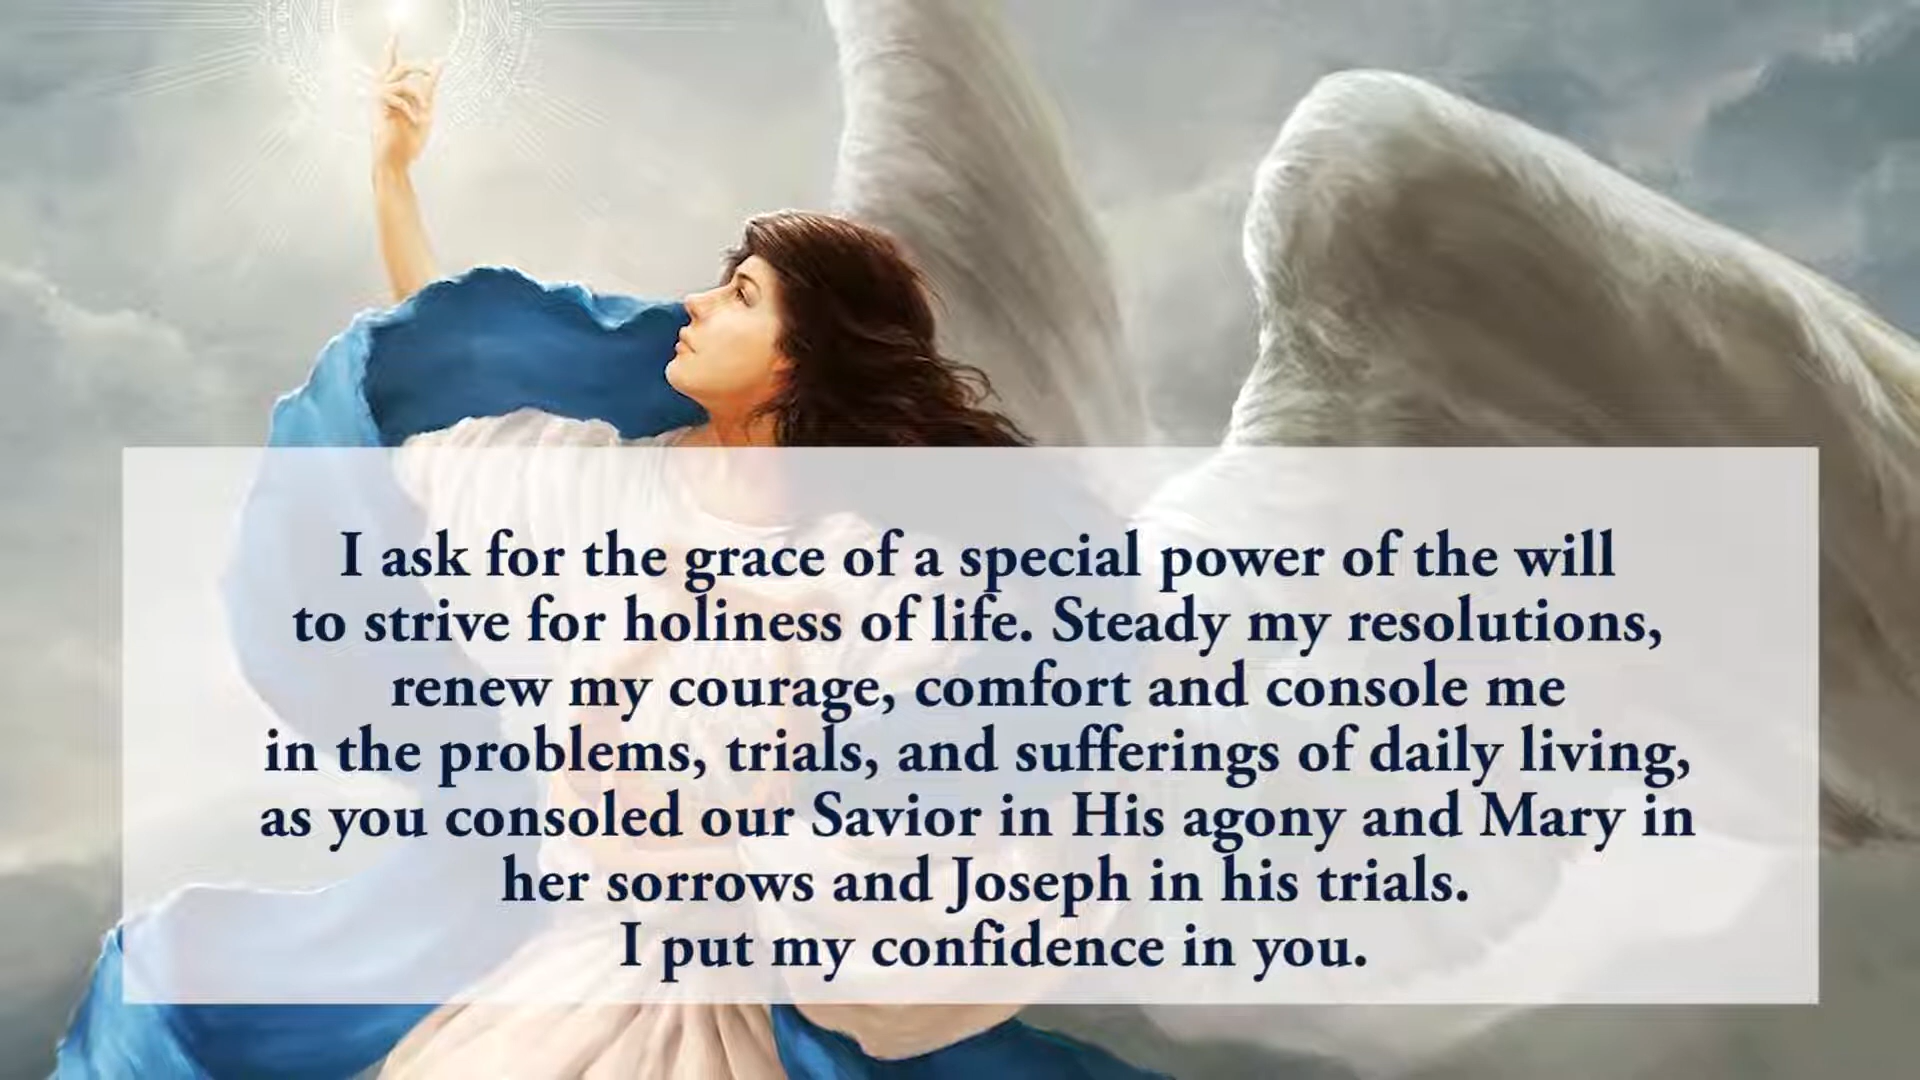 I ask for the grace of a special power of the will
to strive for holiness of life. Steady my resolutions,
renew my courage, comfort and console me
in the problems, trials, and sufferings of daily living,
as you consoled our Savior in His agony and Mary in
her sorrows and Joseph in his trials.
I put my confidence in you.